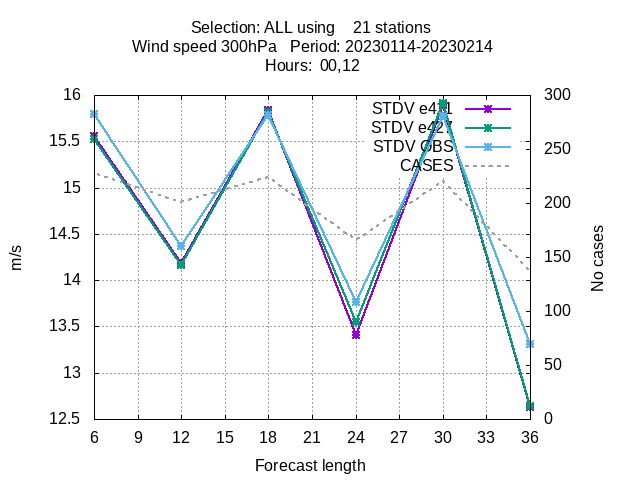 Selection: ALL using    21 stations
Wind speed 300hPa   Period: 20230114-20230214
Hours:  00,12
16
15.5
15
14.5
14
13.5
13
12.5
m/s
300
250
200
150
100
50
0
No cases
STDV e411
STDV e427
STDV OBS
CASES
6 9 12 15 18 21 24 27 30 33 36
Forecast length